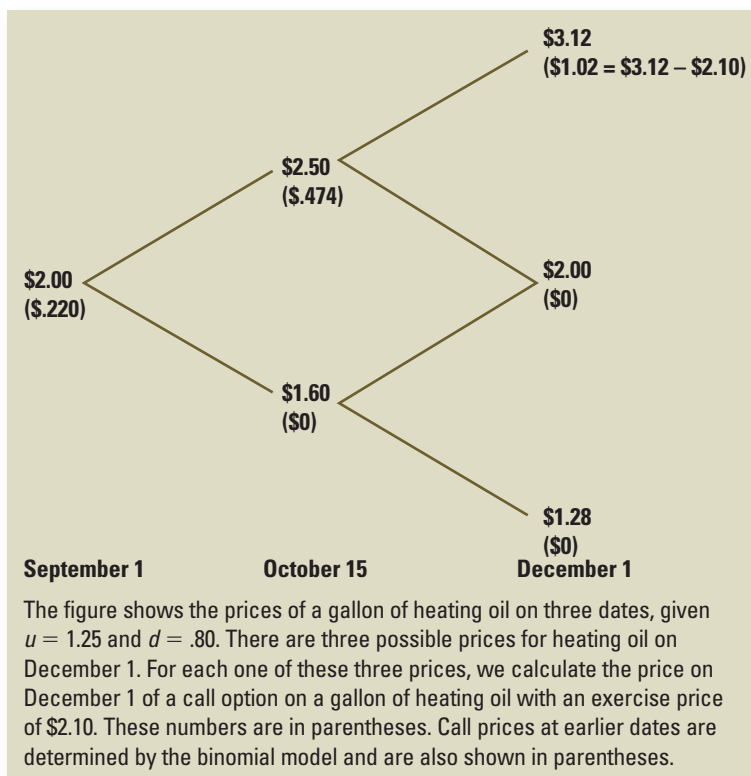 $3.12
($1.02 = $3.12 – $2.10)
$2.50
($.474)
$2.00
($.220)
$2.00
($0)
$1.60
($0)
$1.28
($0)
September 1 October 15 December 1
The figure shows the prices of a gallon of heating oil on three dates, given
u = 1.25 and d = .80. There are three possible prices for heating oil on
December 1. For each one of these three prices, we calculate the price on
December 1 of a call option on a gallon of heating oil with an exercise price
of $2.10. These numbers are in parentheses. Call prices at earlier dates are
determined by the binomial model and are also shown in parentheses.